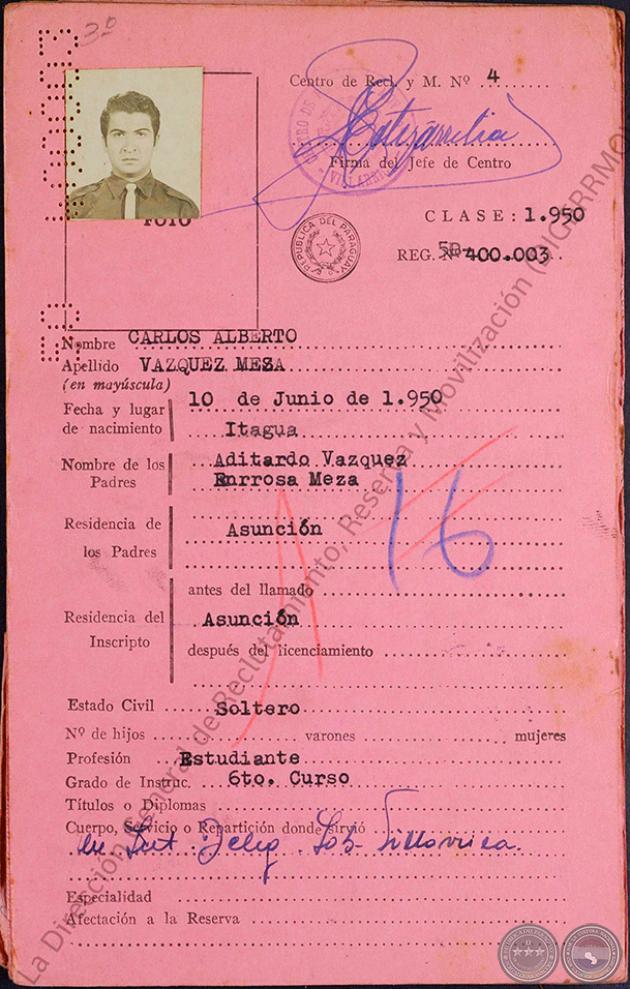 3º
Centro de Recl. y M. Nº 4
Firma del Jefe de Centro
FOTO
CLASE: 1.950
REPUBLICA DEL PARAGUAY
REG. Nº 400.003
Nombre CARLOS ALBERTO
Apellido VAZQUEZ MEZA
(en mayúscula)
Fecha y lugar de nacimiento 10 de Junio de 1.950
Itagua
Nombre de los Padres Aditardo Vazquez
Enrrosa Meza
Residencia de los Padres Asunción
16
antes del llamado
Residencia del Inscripto Asunción
después del licenciamiento
Estado Civil Soltero
Nº de hijos varones mujeres
Profesión Estudiante
Grado de Instruc. 6to. Curso
Títulos o Diplomas
Cuerpo, Servicio o Repartición donde sirvió
Villarrica
Especialidad
Afectación a la Reserva
La Dirección General de Reclutamiento, Reserva y Movilización (DIGERRMO